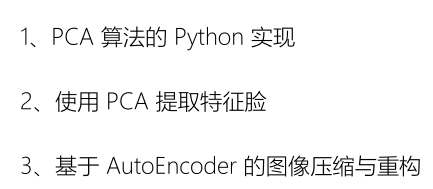 1、PCA 算法的 Python 实现
2、使用 PCA 提取特征脸
3、基于 AutoEncoder 的图像压缩与重构